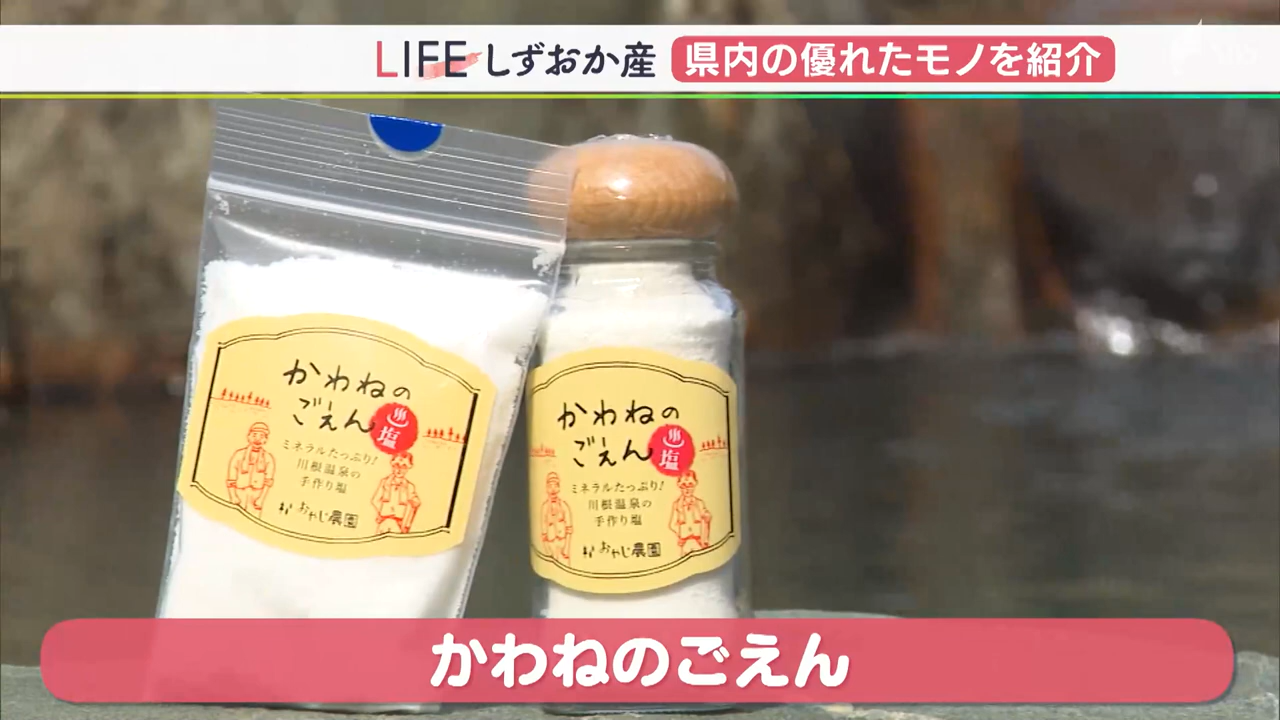 LIFE しずおか産 県内の優れたモノを紹介
SBS
かわねの
ごえん
♨塩
ミネラルたっぷり!
川根温泉の
手作り塩
おやじ農園
かわねの
ごえん
♨塩
ミネラルたっぷり!
川根温泉の
手作り塩
おやじ農園
かわねのごえん